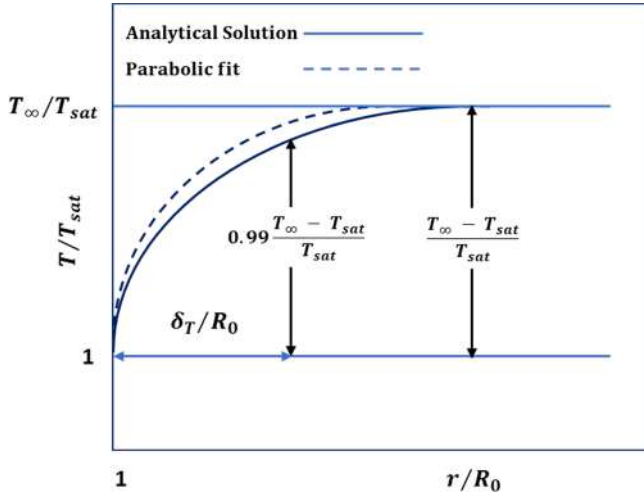 Analytical Solution
Parabolic fit
T∞/Tsat
T/Tsat
0.99 T∞ − Tsat / Tsat
T∞ − Tsat / Tsat
δT/R0
1
1
r/R0